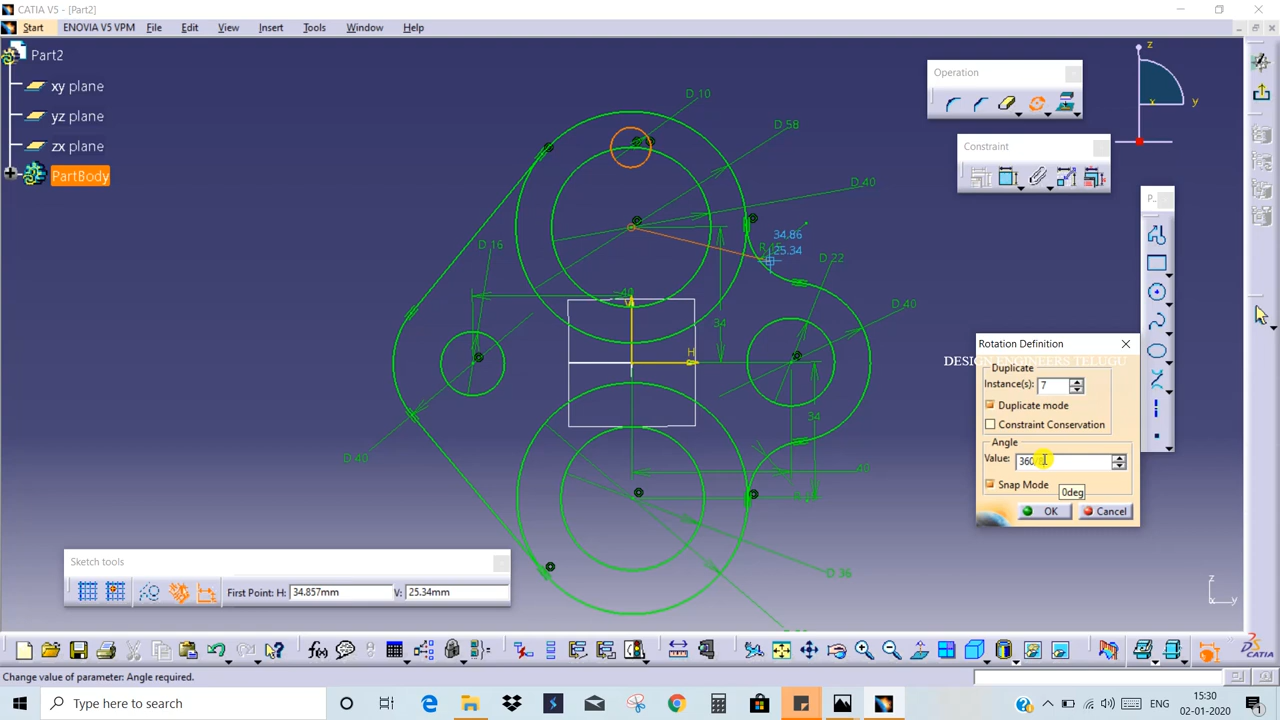 CATIA V5 - [Part2]
Start ENOVIA V5 VPM File Edit View Insert Tools Window Help
Part2
xy plane
yz plane
zx plane
PartBody
Operation
Constraint
P..
z
x
y
D 10
D 58
D 40
34.86
25.34
D 16
D 22
40
D 40
34
H
34
D 40
40
D 36
Rotation Definition
DESIGN ENGINEERS TELUGU
Duplicate
Instance(s): 7
Duplicate mode
Constraint Conservation
Angle
Value:
Snap Mode
0deg
OK Cancel
Sketch tools
First Point: H: 34.857mm V: 25.34mm
z
x y
CATIA
Change value of parameter: Angle required.
Type here to search
ENG
15:30
02-01-2020